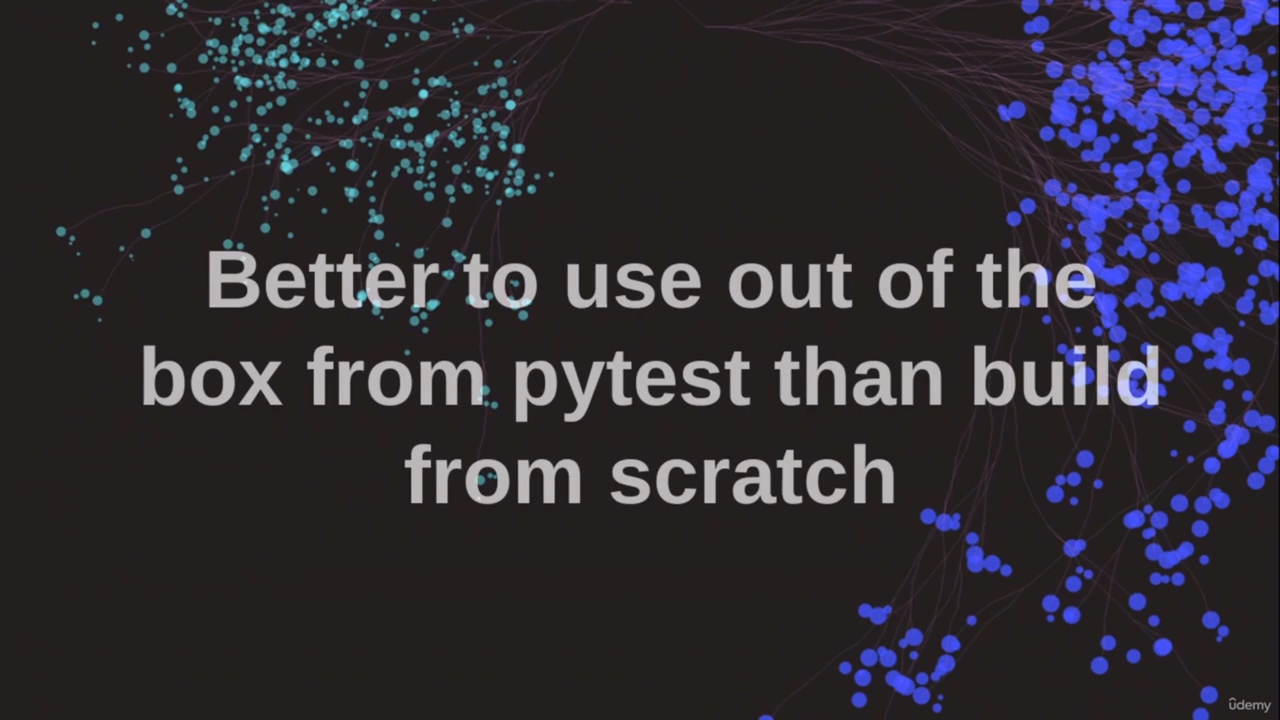 Better to use out of the
box from pytest than build
from scratch
ûdemy